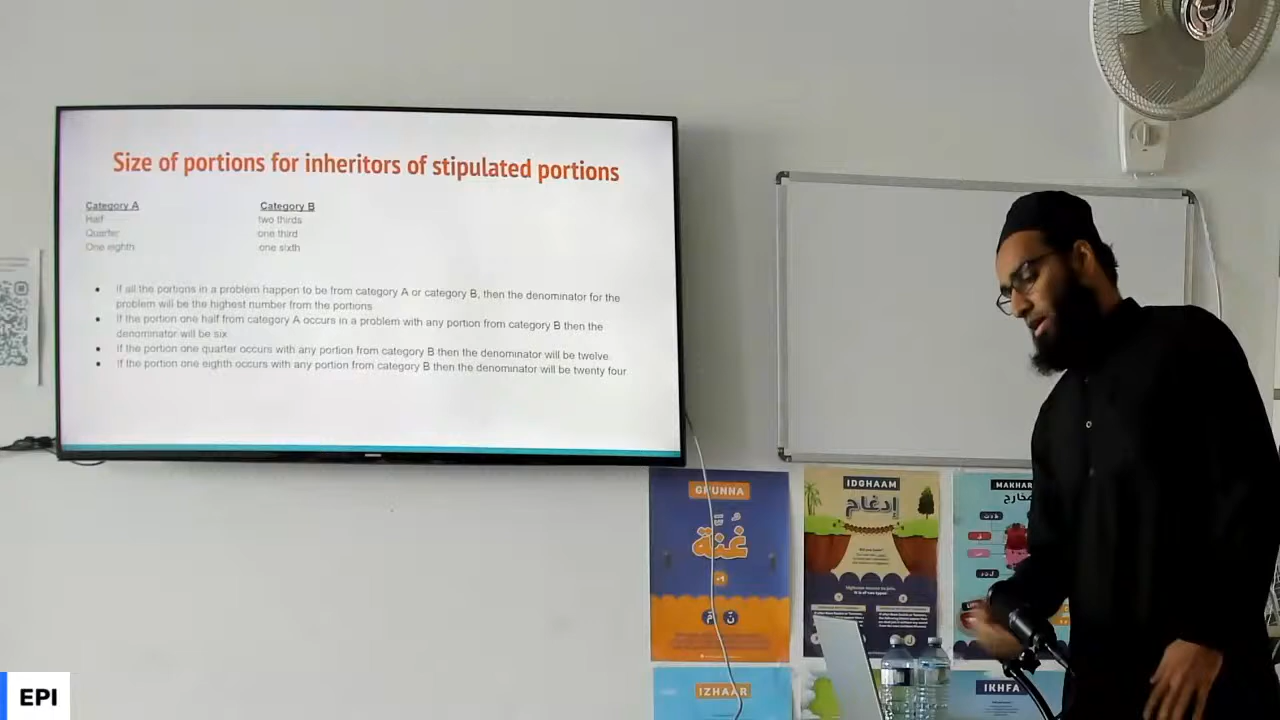 Size of portions for inheritors of stipulated portions
Category A
Category B
Half
two thirds
Quarter
one third
One eighth
one sixth
If all the portions in a problem happen to be from category A or category B, then the denominator for the
problem will be the highest number from the portions
If the portion one half from category A occurs in a problem with any portion from category B then the
denominator will be six
If the portion one quarter occurs with any portion from category B then the denominator will be twelve
If the portion one eighth occurs with any portion from category B then the denominator will be twenty four
GHUNNA
غُنَّة
IDGHAAM
إدغام
MAKHAR
مخارج
IZHAAR
IKHFA
EPI